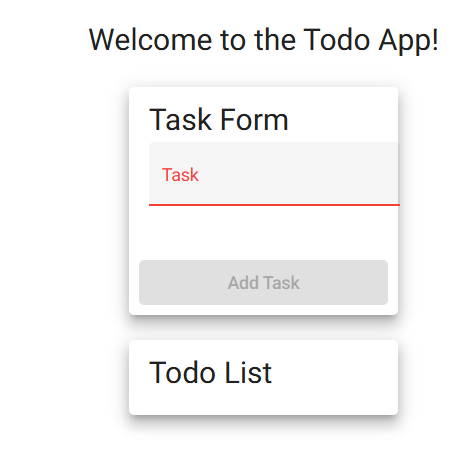 Welcome to the Todo App!
Task Form
Task
Add Task
Todo List